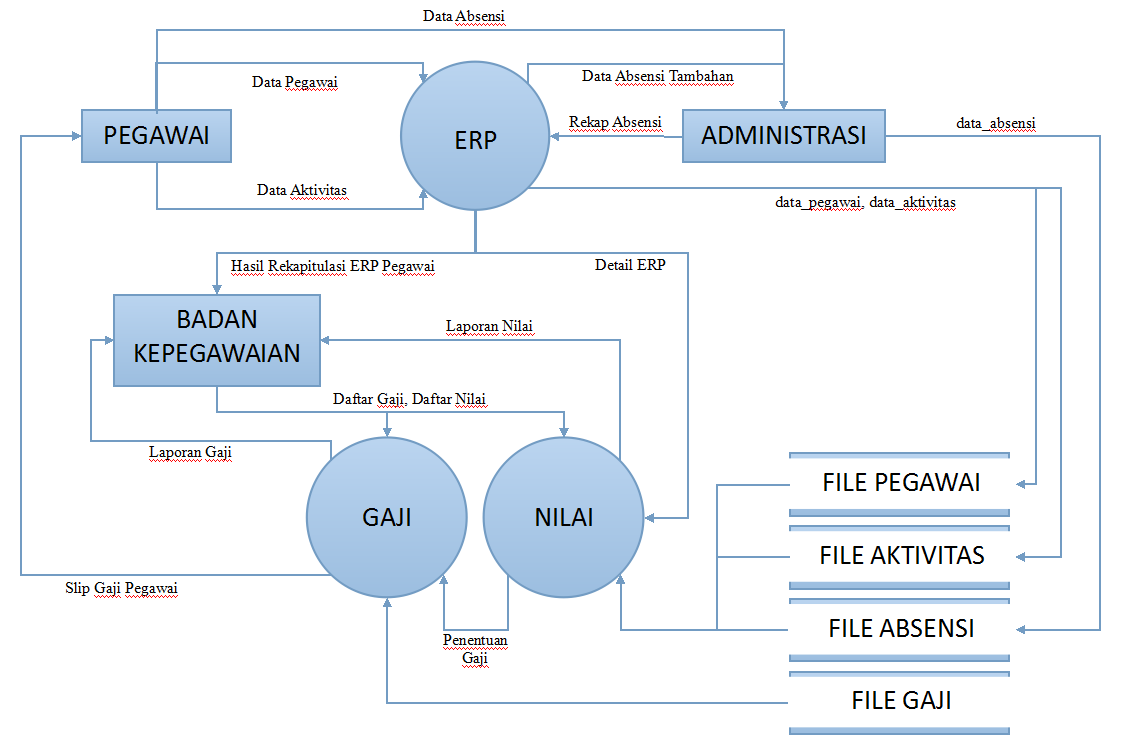 Data Absensi
Data Pegawai
Data Absensi Tambahan
PEGAWAI
ERP
Rekap Absensi
ADMINISTRASI
data_absensi
Data Aktivitas
data_pegawai, data_aktivitas
Hasil Rekapitulasi ERP Pegawai
Detail ERP
BADAN
KEPEGAWAIAN
Laporan Nilai
Daftar Gaji, Daftar Nilai
Laporan Gaji
GAJI
NILAI
FILE PEGAWAI
FILE AKTIVITAS
Slip Gaji Pegawai
FILE ABSENSI
Penentuan
Gaji
FILE GAJI